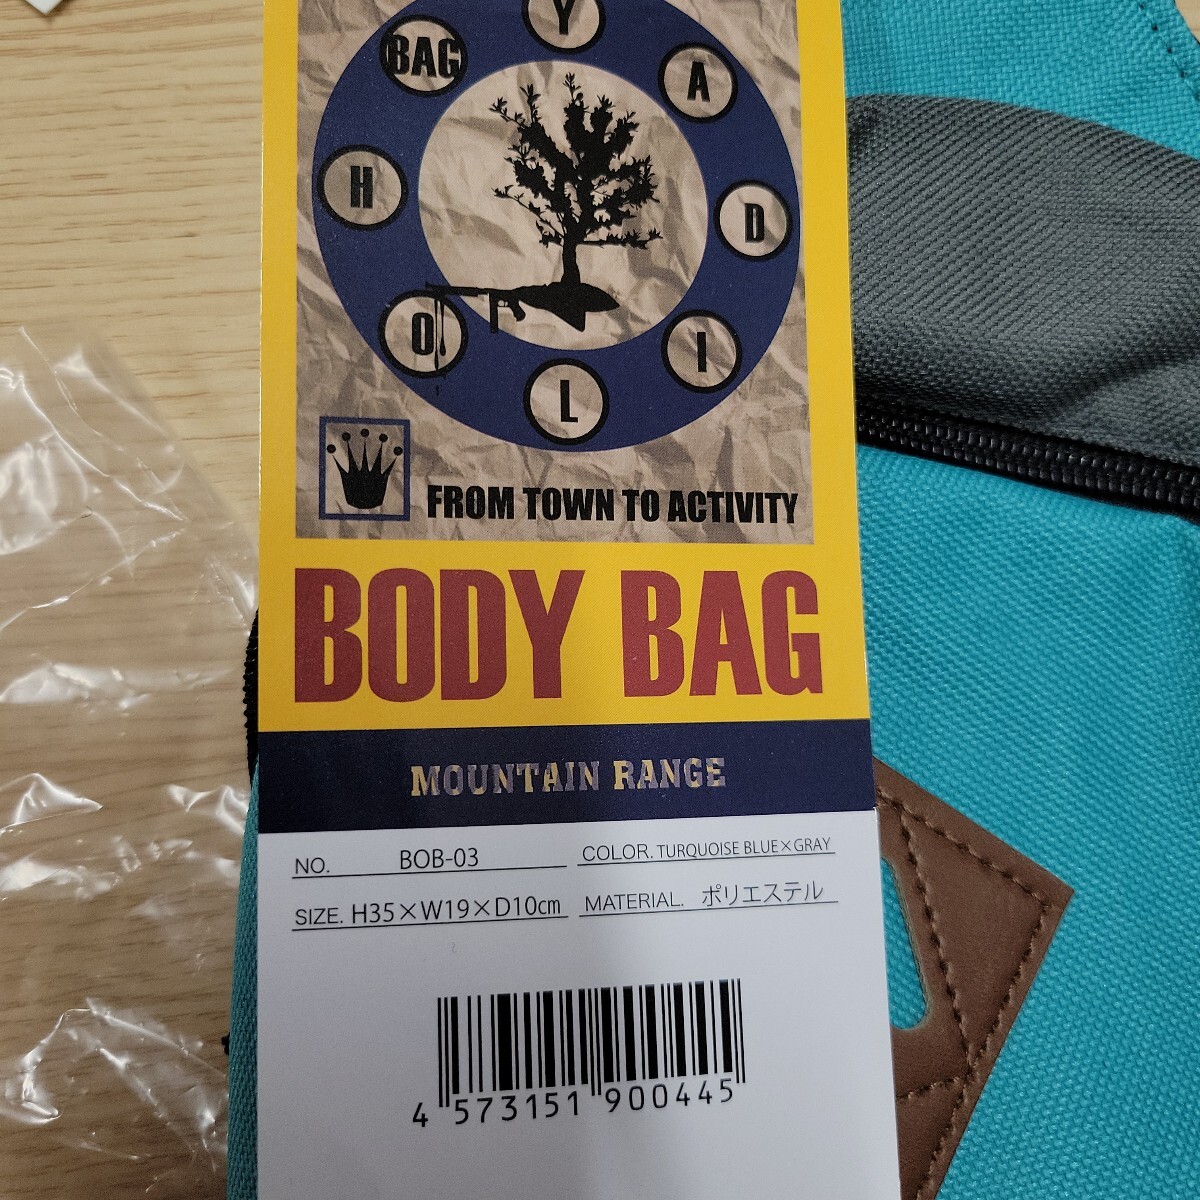 Y
A
D
I
L
O
H
BAG
FROM TOWN TO ACTIVITY
BODY BAG
MOUNTAIN RANGE
NO. BOB-03 COLOR. TURQUOISE BLUE×GRAY
SIZE. H35×W19×D10㎝ MATERIAL. ポリエステル
4 573151 900445